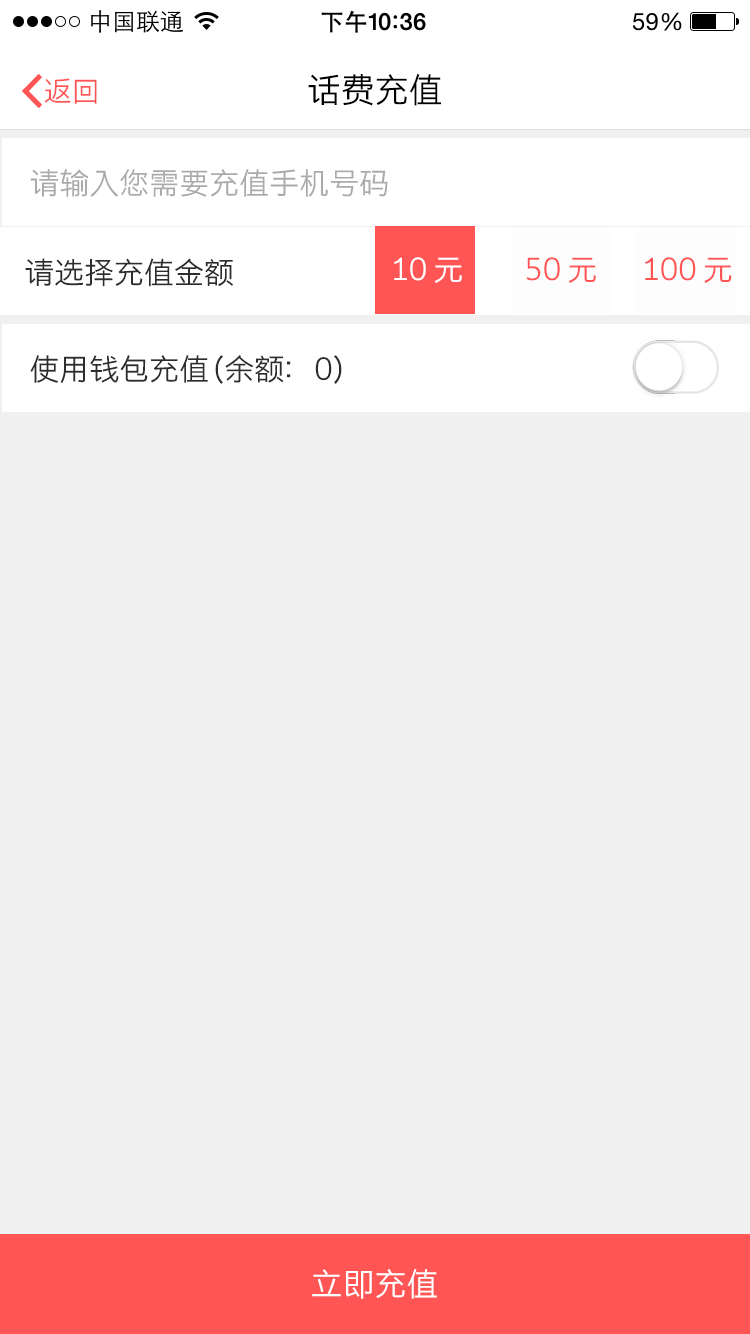 中国联通 下午10:36 59%
返回 话费充值
请输入您需要充值手机号码
请选择充值金额 10 元 50 元 100 元
使用钱包充值(余额: 0)
立即充值